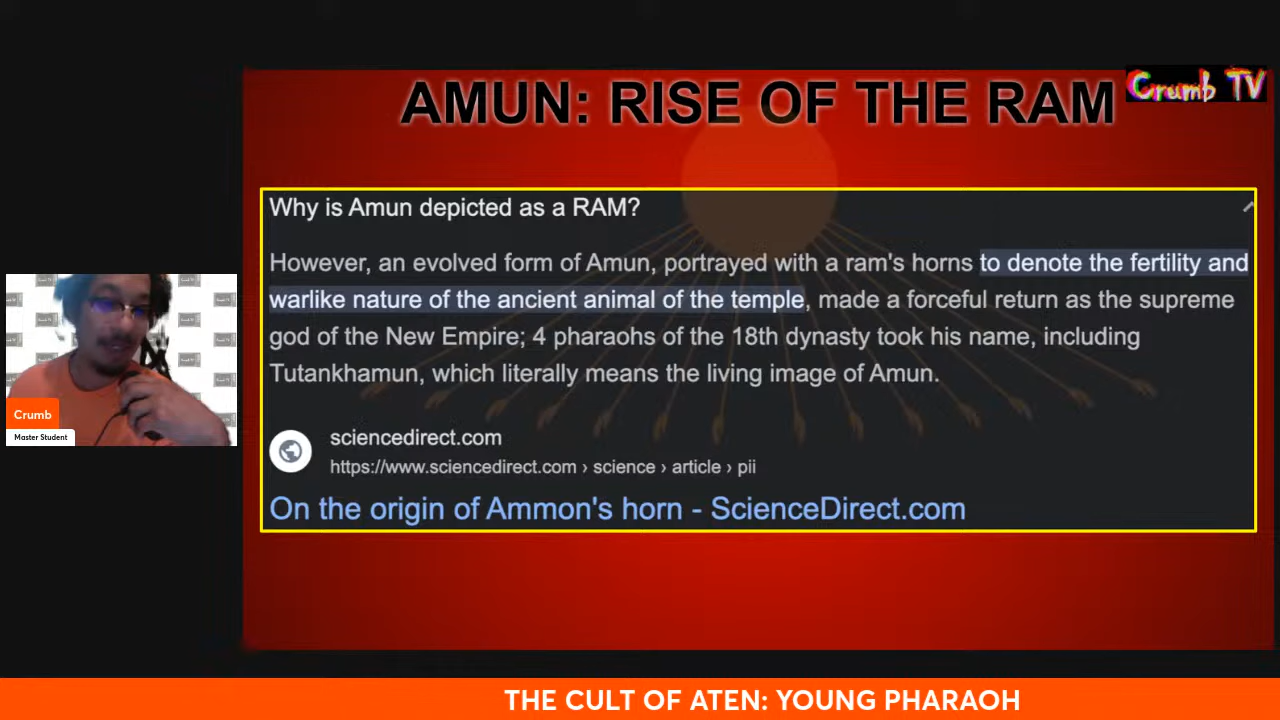 AMUN: RISE OF THE RAM
Crumb TV
Why is Amun depicted as a RAM?
However, an evolved form of Amun, portrayed with a ram's horns to denote the fertility and
warlike nature of the ancient animal of the temple, made a forceful return as the supreme
god of the New Empire; 4 pharaohs of the 18th dynasty took his name, including
Tutankhamun, which literally means the living image of Amun.
sciencedirect.com
https://www.sciencedirect.com › science › article › pii
On the origin of Ammon's horn - ScienceDirect.com
Crumb
Master Student
THE CULT OF ATEN: YOUNG PHARAOH